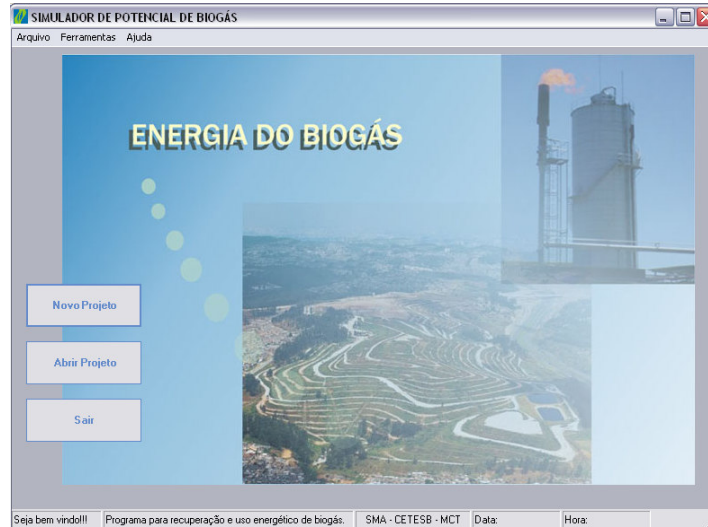 SIMULADOR DE POTENCIAL DE BIOGÁS
Arquivo Ferramentas Ajuda
ENERGIA DO BIOGÁS
Novo Projeto
Abrir Projeto
Sair
Seja bem vindo!!! Programa para recuperação e uso energético de biogás. SMA - CETESB - MCT Data: Hora: